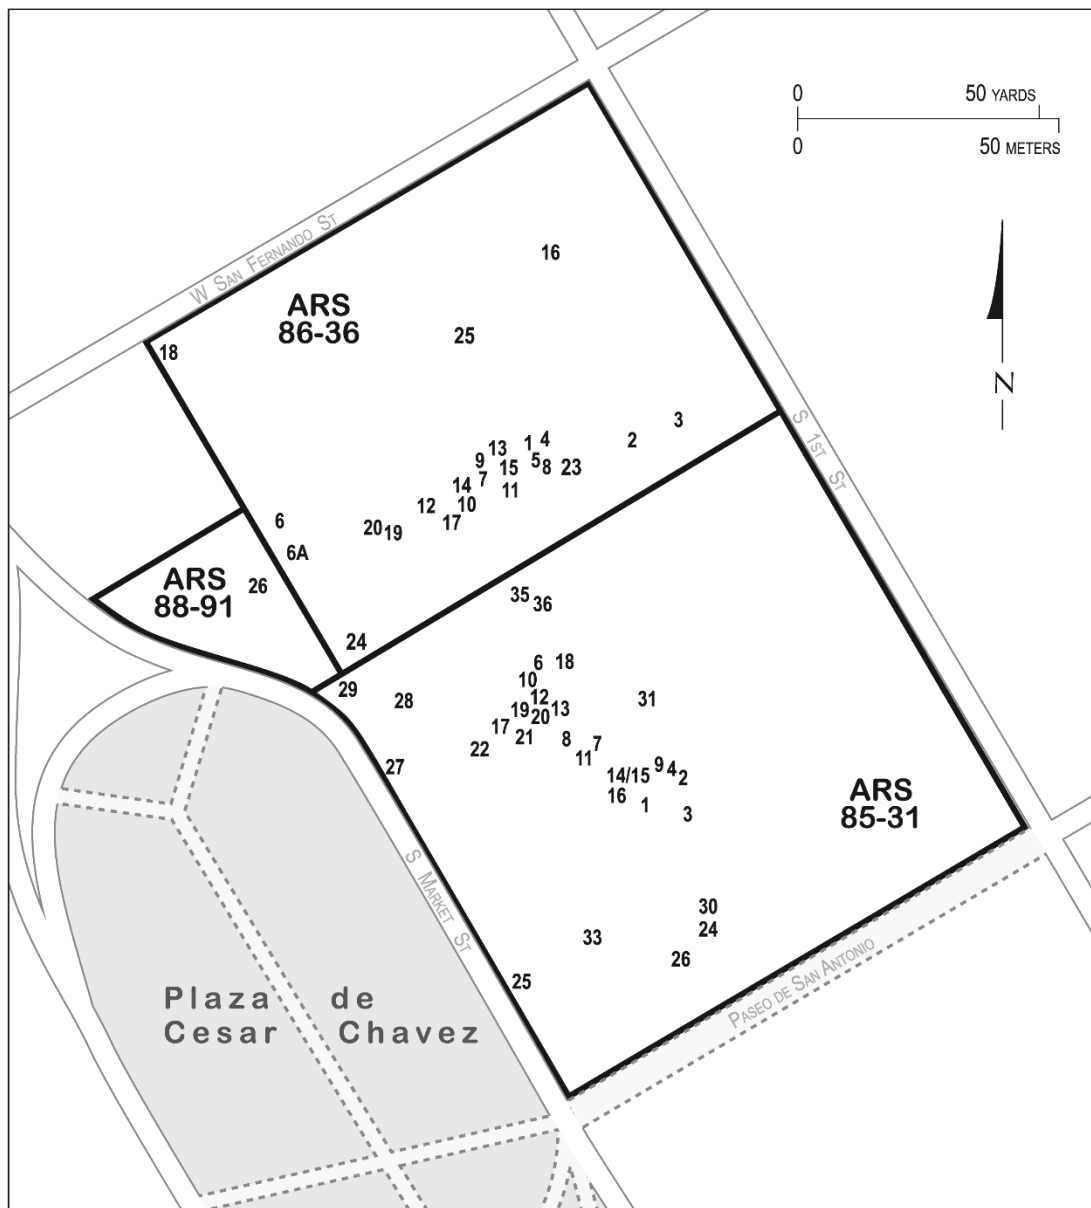 0 50 YARDS
0 50 METERS
N
W SAN FERNANDO ST
S 1ST ST
16
ARS
86-36
25
18
3
2
13 1 4
9 15 5 8 23
14 7
12 10 11
17
20 19
6
6A
ARS
88-91
26
24
35
36
6 18
10
29
28
12
19 20 13
31
17
21
22
8 7
11
27
9 4 2
14/15
16 1
3
ARS
85-31
S MARKET ST
30
24
33
26
25
PASEO DE SAN ANTONIO
Plaza de
Cesar Chavez